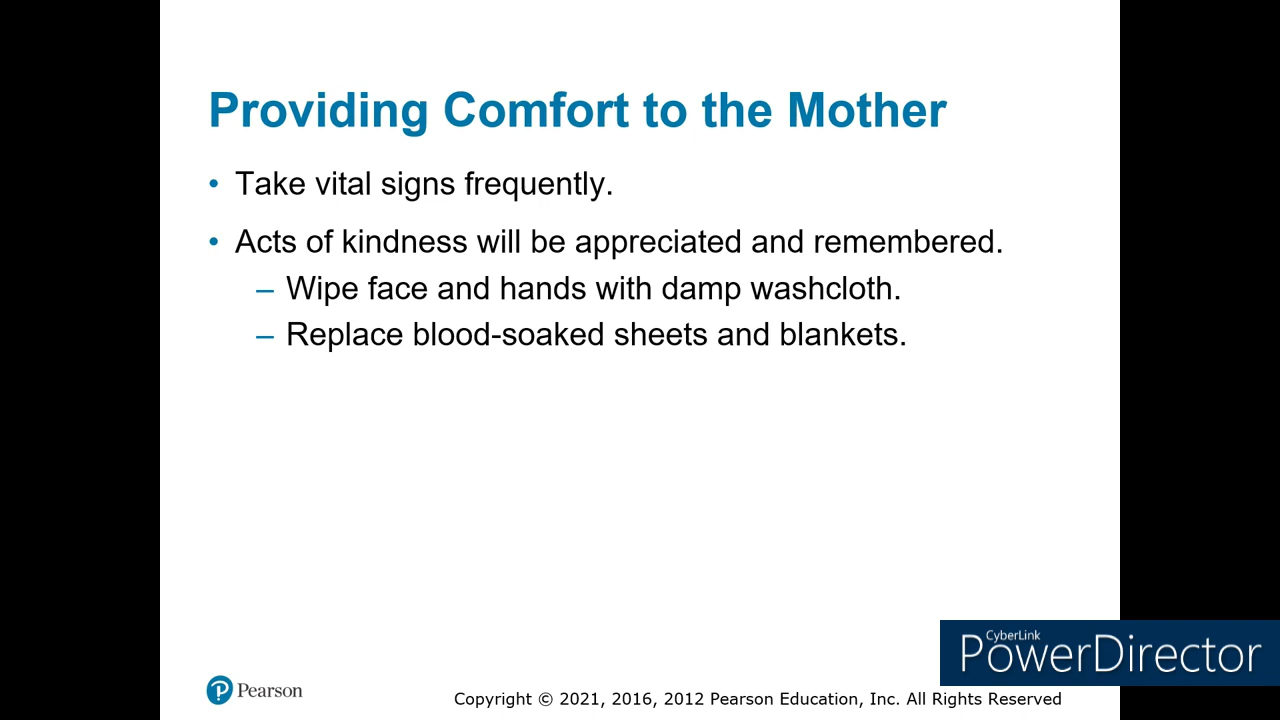 Providing Comfort to the Mother
• Take vital signs frequently.
• Acts of kindness will be appreciated and remembered.
– Wipe face and hands with damp washcloth.
– Replace blood-soaked sheets and blankets.
CyberLink
PowerDirector
Pearson
Copyright © 2021, 2016, 2012 Pearson Education, Inc. All Rights Reserved